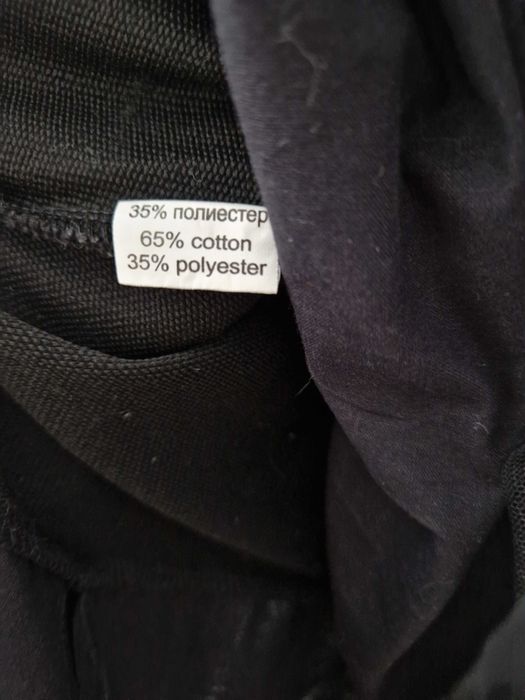 35% полиестер
65% cotton
35% polyester